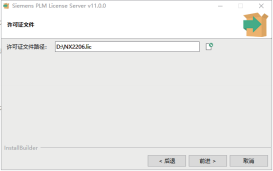 Siemens PLM License Server v11.0.0
许可证文件
许可证文件路径：
D:\NX2206.lic
InstallBuilder
< 后退
前进 >
取消